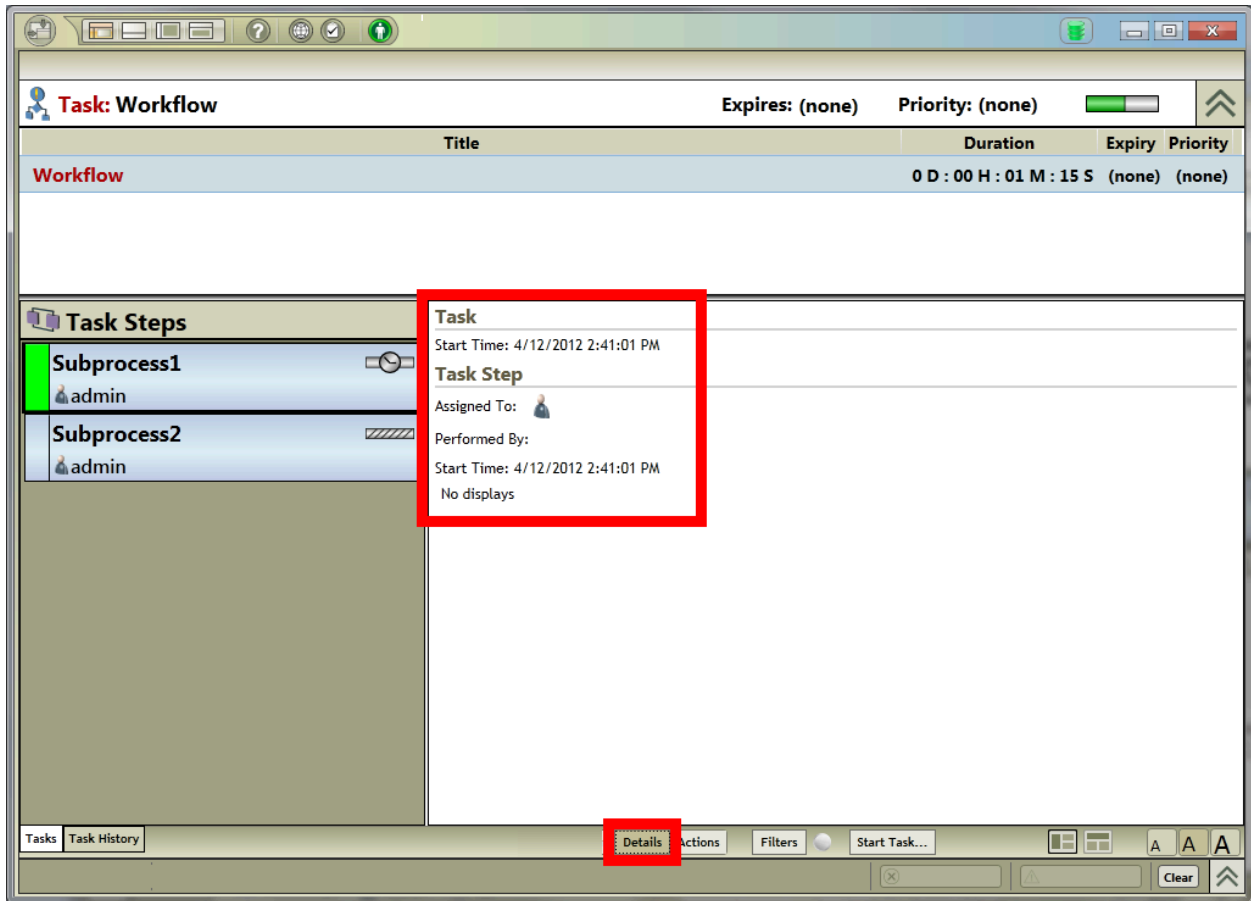 Task: Workflow Expires: (none) Priority: (none)
Title Duration Expiry Priority
Workflow 0 D : 00 H : 01 M : 15 S (none) (none)
Task Steps
Subprocess1
admin
Subprocess2
admin
Task
Start Time: 4/12/2012 2:41:01 PM
Task Step
Assigned To:
Performed By:
Start Time: 4/12/2012 2:41:01 PM
No displays
Tasks Task History Details Actions Filters Start Task... A A A
Clear